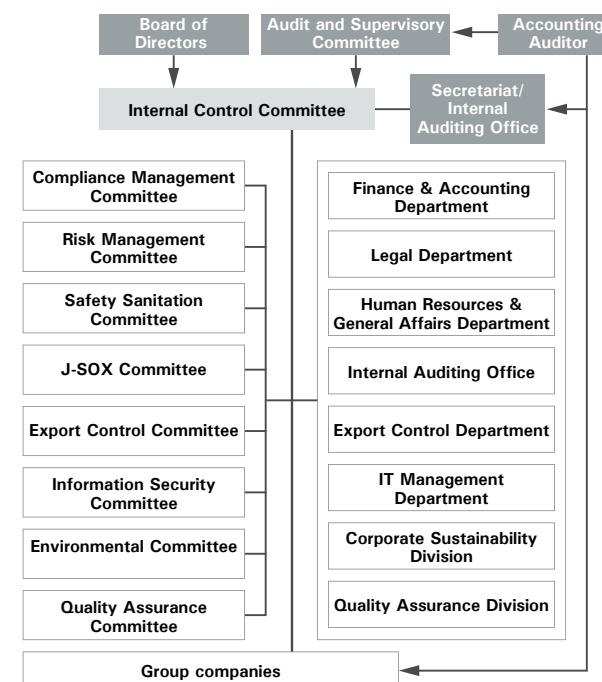 Board of
Directors
Audit and Supervisory
Committee
Accounting
Auditor
Internal Control Committee
Secretariat/
Internal
Auditing Office
Compliance Management
Committee
Risk Management
Committee
Safety Sanitation
Committee
J-SOX Committee
Export Control Committee
Information Security
Committee
Environmental Committee
Quality Assurance
Committee
Finance & Accounting
Department
Legal Department
Human Resources &
General Affairs Department
Internal Auditing Office
Export Control Department
IT Management
Department
Corporate Sustainability
Division
Quality Assurance Division
Group companies